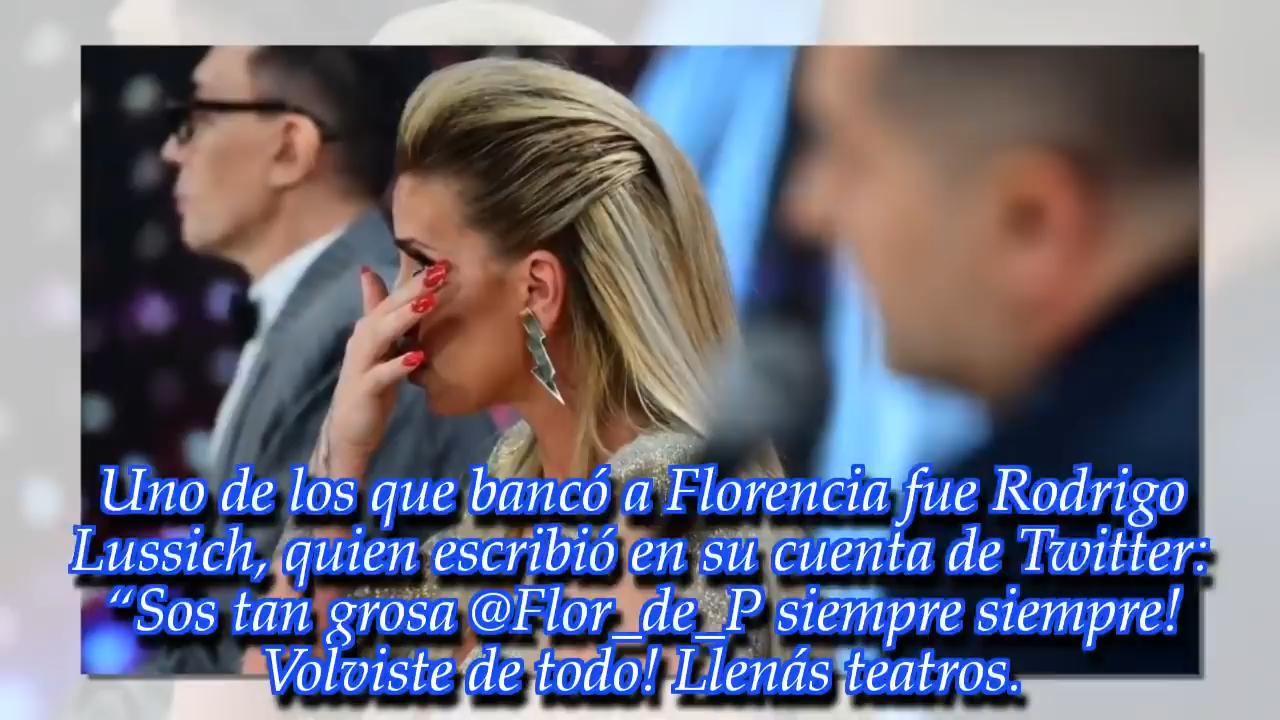 Uno de los que bancó a Florencia fue Rodrigo
Lussich, quien escribió en su cuenta de Twitter:
“Sos tan grosa @Flor_de_P siempre siempre!
Volviste de todo! Llenás teatros.